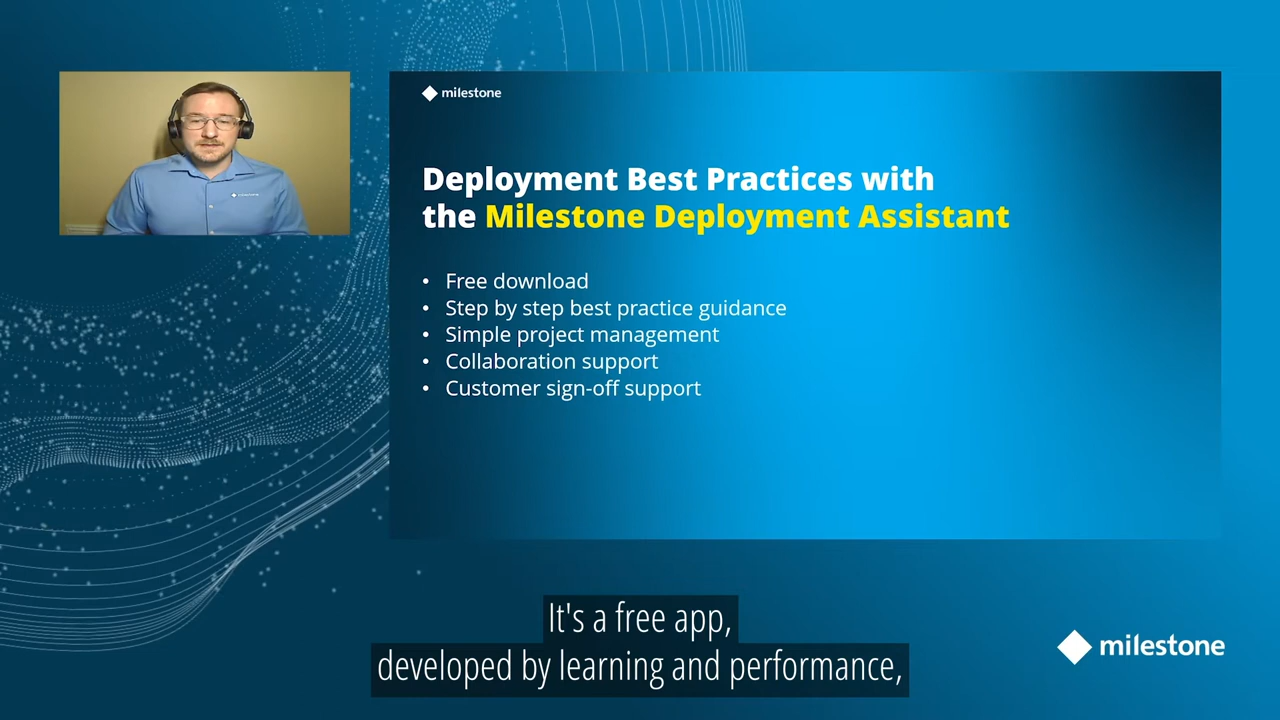 milestone
Deployment Best Practices with
the Milestone Deployment Assistant
• Free download
• Step by step best practice guidance
• Simple project management
• Collaboration support
• Customer sign-off support
It's a free app,
developed by learning and performance,
milestone